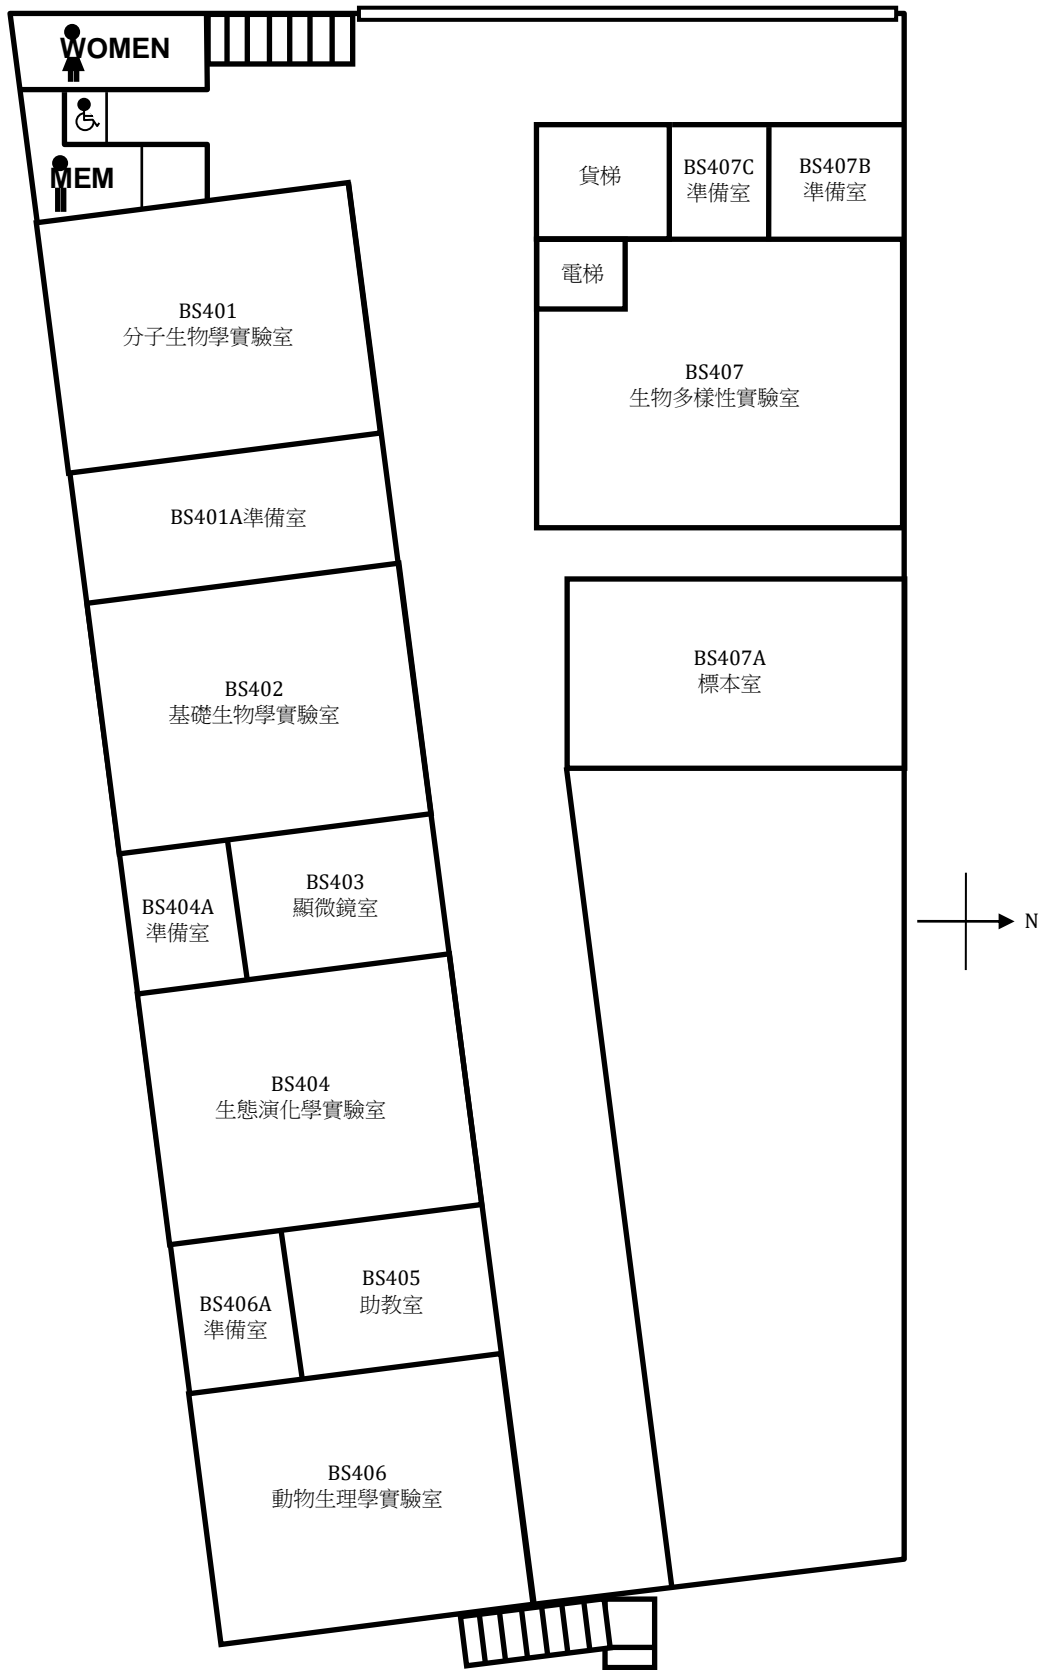 WOMEN
MEM
貨梯
BS407C
準備室
BS407B
準備室
電梯
BS401
分子生物學實驗室
BS407
生物多樣性實驗室
BS401A準備室
BS407A
標本室
BS402
基礎生物學實驗室
BS403
顯微鏡室
BS404A
準備室
N
BS404
生態演化學實驗室
BS405
助教室
BS406A
準備室
BS406
動物生理學實驗室